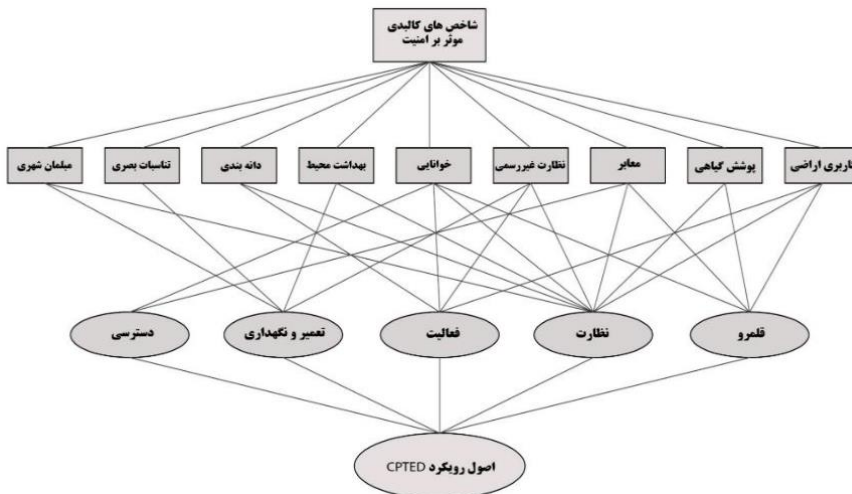 شاخص های کالبدی
موثر بر امنیت
کاربری اراضی
پوشش گیاهی
معابر
نظارت غیررسمی
خوانایی
بهداشت محیط
دانه بندی
تناسبات بصری
مبلمان شهری
قلمرو
نظارت
فعالیت
تعمیر و نگهداری
دسترسی
اصول رویکرد CPTED